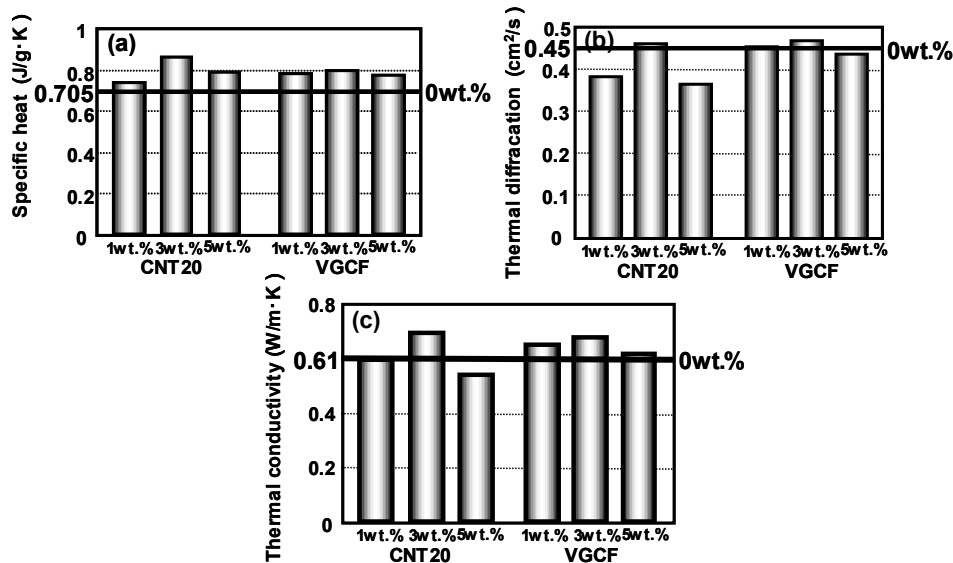 (a)
Specific heat (J/g·K)
1
0.8
0.705
0.6
0.4
0.2
0
0wt.%
1wt.% 3wt.% 5wt.% 1wt.% 3wt.% 5wt.%
CNT20 VGCF
(b)
Thermal diffracation (cm²/s)
0.5
0.45
0.4
0.3
0.2
0.1
0
0wt.%
1wt.% 3wt.% 5wt.% 1wt.% 3wt.% 5wt.%
CNT20 VGCF
(c)
Thermal conductivity (W/m·K)
0.8
0.61
0.4
0.2
0
0wt.%
1wt.% 3wt.% 5wt.% 1wt.% 3wt.% 5wt.%
CNT20 VGCF